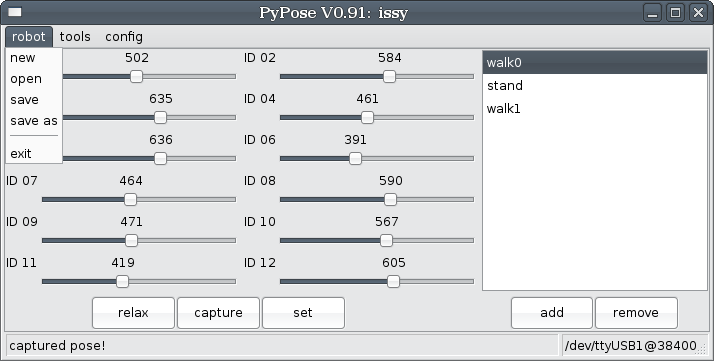 PyPose V0.91: issy
robot tools config
new
open
save
save as
exit
502 ID 02 584
635 ID 04 461
636 ID 06 391
ID 07 464 ID 08 590
ID 09 471 ID 10 567
ID 11 419 ID 12 605
walk0
stand
walk1
relax capture set add remove
captured pose! /dev/ttyUSB1@38400